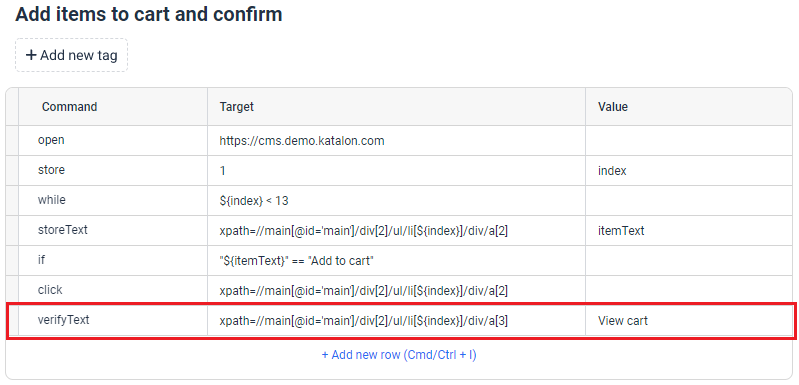 Add items to cart and confirm
+ Add new tag
Command Target Value
open https://cms.demo.katalon.com
store 1 index
while ${index} < 13
storeText xpath=//main[@id='main']/div[2]/ul/li[${index}]/div/a[2] itemText
if "${itemText}" == "Add to cart"
click xpath=//main[@id='main']/div[2]/ul/li[${index}]/div/a[2]
verifyText xpath=//main[@id='main']/div[2]/ul/li[${index}]/div/a[3] View cart
+ Add new row (Cmd/Ctrl + I)